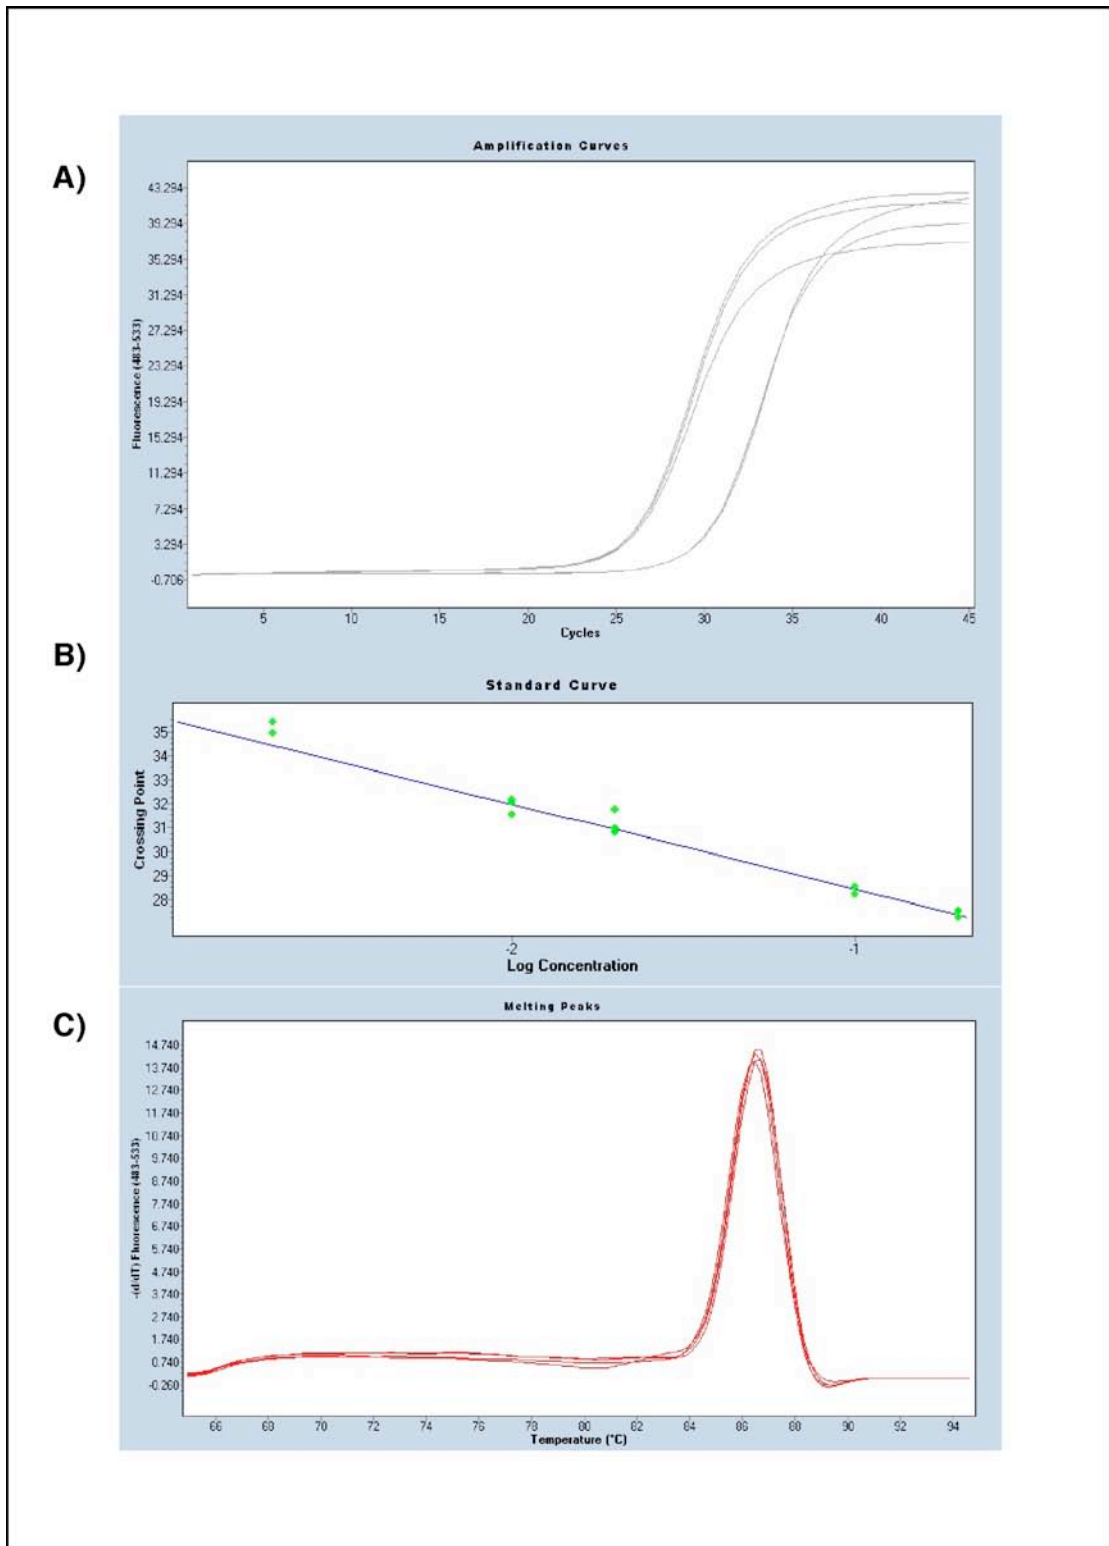 A)
Amplification Curves
Fluorescence (483-533)
43.294
39.294
35.294
31.294
27.294
23.294
19.294
15.294
11.294
7.294
3.294
-0.706
5 10 15 20 25 30 35 40 45
Cycles
B)
Standard Curve
Crossing Point
35
34
33
32
31
30
29
28
-2 -1
Log Concentration
C)
Melting Peaks
-(d/dT) Fluorescence (483-533)
14.740
13.740
12.740
11.740
10.740
9.740
8.740
7.740
6.740
5.740
4.740
3.740
2.740
1.740
0.740
-0.260
66 68 70 72 74 76 78 80 82 84 86 88 90 92 94
Temperature (°C)